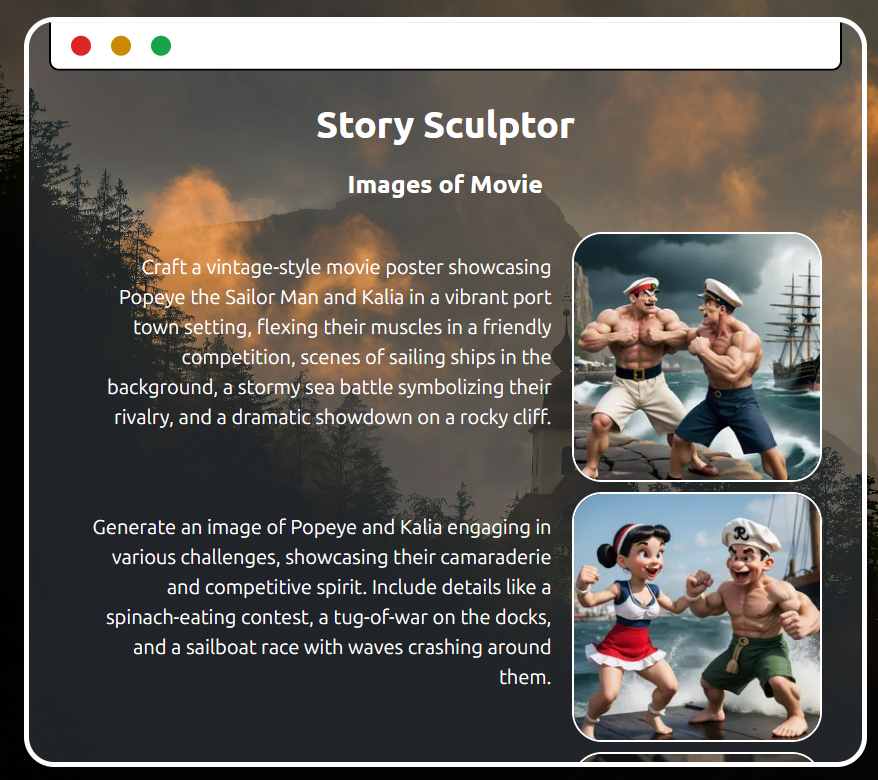 Story Sculptor
Images of Movie
Craft a vintage-style movie poster showcasing
Popeye the Sailor Man and Kalia in a vibrant port
town setting, flexing their muscles in a friendly
competition, scenes of sailing ships in the
background, a stormy sea battle symbolizing their
rivalry, and a dramatic showdown on a rocky cliff.
Generate an image of Popeye and Kalia engaging in
various challenges, showcasing their camaraderie
and competitive spirit. Include details like a
spinach-eating contest, a tug-of-war on the docks,
and a sailboat race with waves crashing around
them.